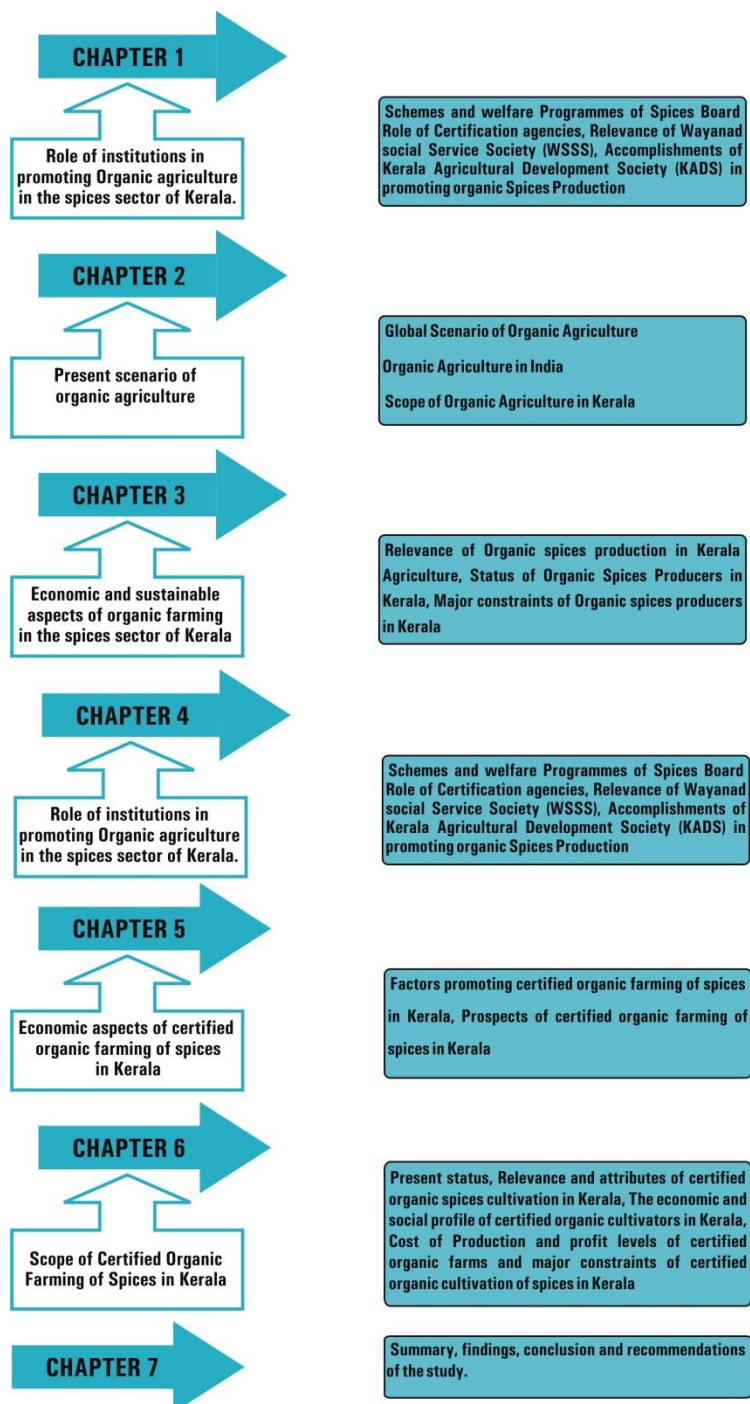 CHAPTER 1
Role of institutions in
promoting Organic agriculture
in the spices sector of Kerala.
Schemes and welfare Programmes of Spices Board
Role of Certification agencies, Relevance of Wayanad
social Service Society (WSSS), Accomplishments of
Kerala Agricultural Development Society (KADS) in
promoting organic Spices Production
CHAPTER 2
Present scenario of
organic agriculture
Global Scenario of Organic Agriculture
Organic Agriculture in India
Scope of Organic Agriculture in Kerala
CHAPTER 3
Economic and sustainable
aspects of organic farming
in the spices sector of Kerala
Relevance of Organic spices production in Kerala
Agriculture, Status of Organic Spices Producers in
Kerala, Major constraints of Organic spices producers
in Kerala
CHAPTER 4
Role of institutions in
promoting Organic agriculture
in the spices sector of Kerala.
Schemes and welfare Programmes of Spices Board
Role of Certification agencies, Relevance of Wayanad
social Service Society (WSSS), Accomplishments of
Kerala Agricultural Development Society (KADS) in
promoting organic Spices Production
CHAPTER 5
Economic aspects of certified
organic farming of spices
in Kerala
Factors promoting certified organic farming of spices
in Kerala, Prospects of certified organic farming of
spices in Kerala
CHAPTER 6
Scope of Certified Organic
Farming of Spices in Kerala
Present status, Relevance and attributes of certified
organic spices cultivation in Kerala, The economic and
social profile of certified organic cultivators in Kerala,
Cost of Production and profit levels of certified
organic farms and major constraints of certified
organic cultivation of spices in Kerala
CHAPTER 7
Summary, findings, conclusion and recommendations
of the study.